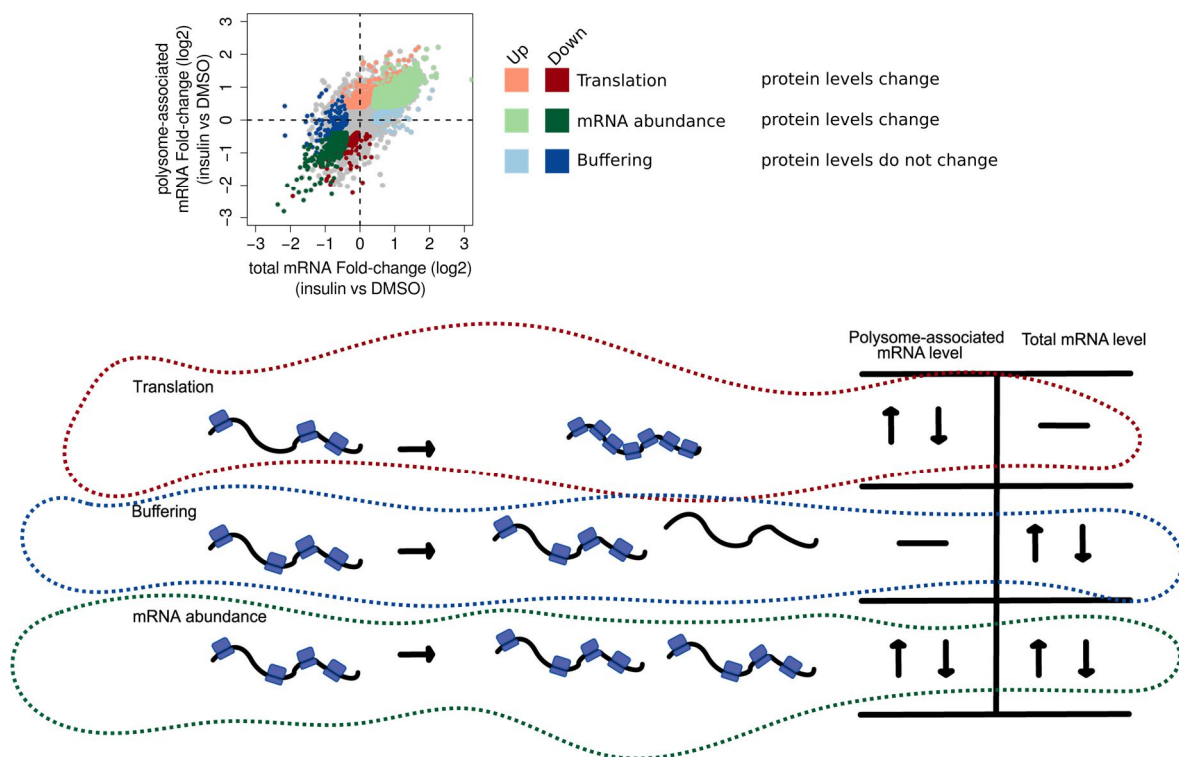 polysome-associated
mRNA Fold-change (log2)
(insulin vs DMSO)
3
2
1
0
−1
−2
−3
−3 −2 −1 0 1 2 3
total mRNA Fold-change (log2)
(insulin vs DMSO)
Up Down
Translation protein levels change
mRNA abundance protein levels change
Buffering protein levels do not change
Polysome-associated
mRNA level
Total mRNA level
Translation
Buffering
mRNA abundance